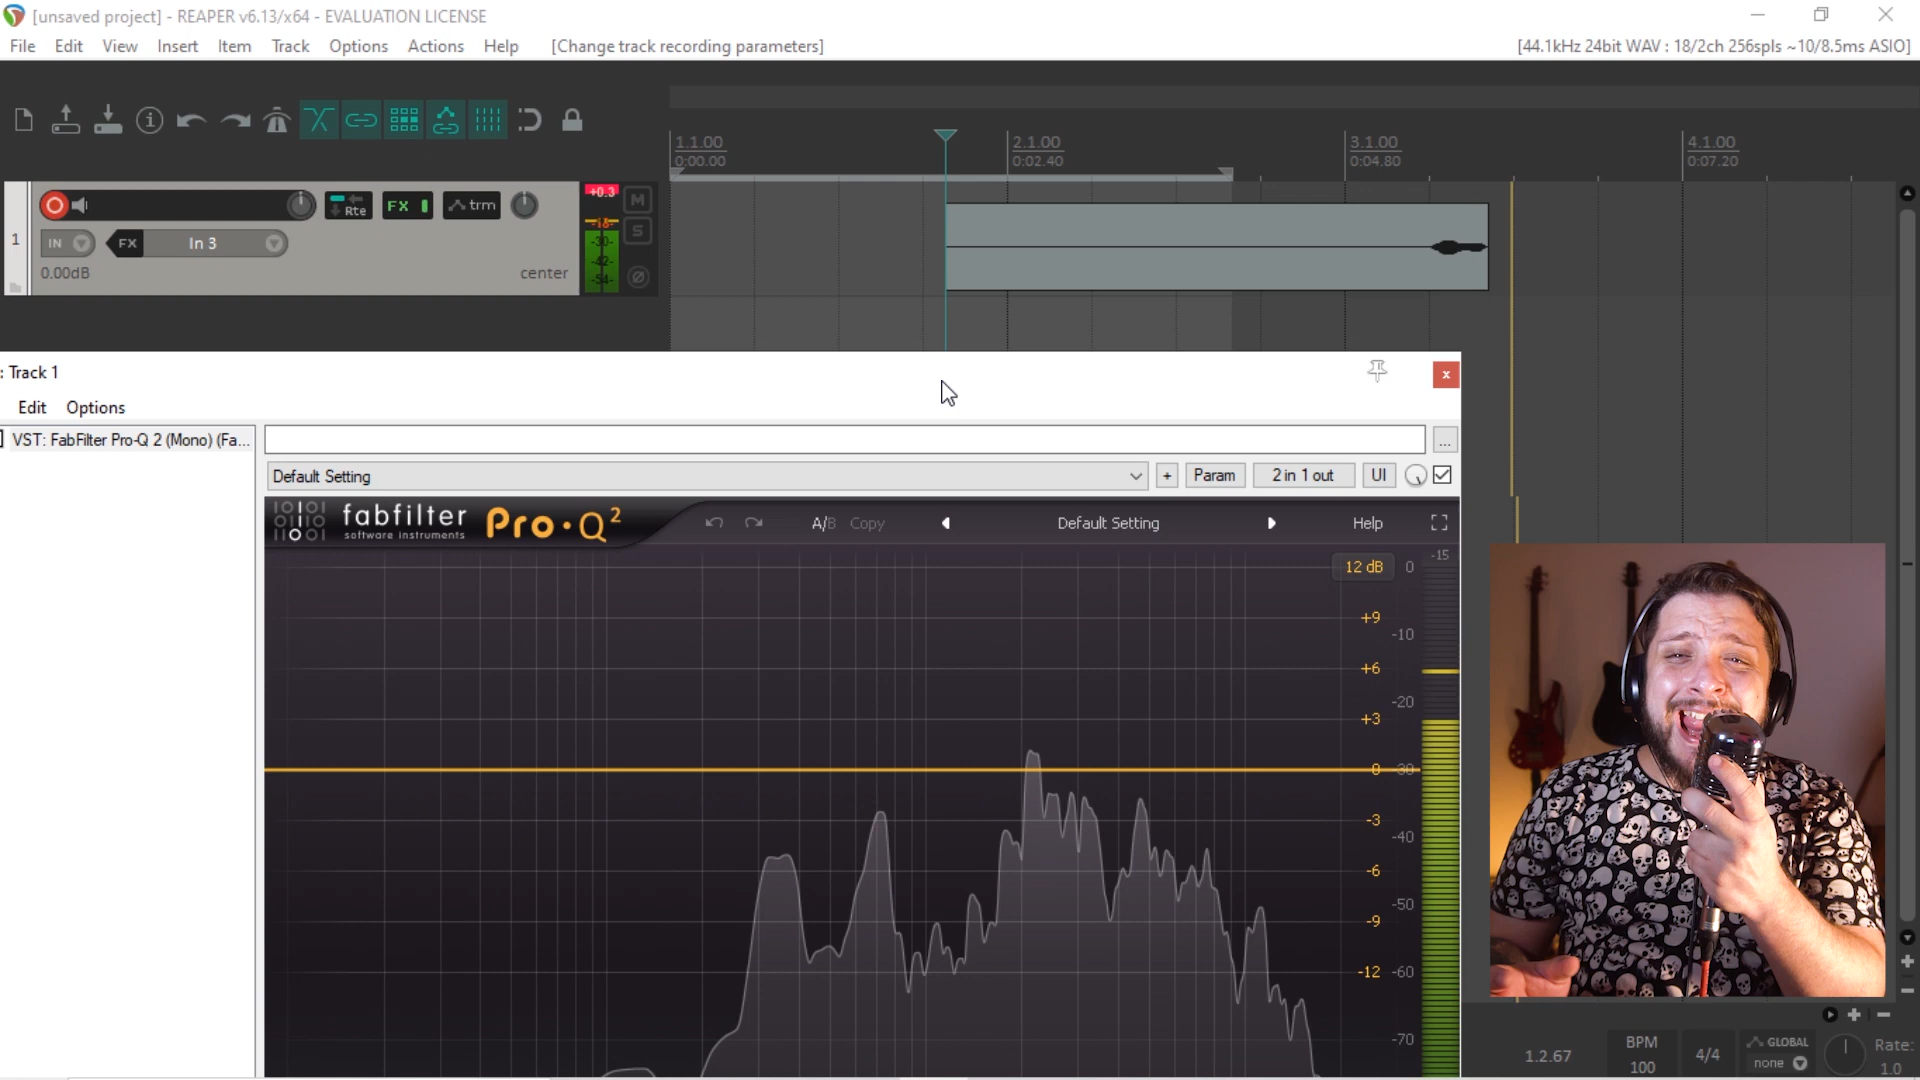 [unsaved project] - REAPER v6.13/x64 - EVALUATION LICENSE
File Edit View Insert Item Track Options Actions Help [Change track recording parameters]
[44.1kHz 24bit WAV : 18/2ch 256spls ~10/8.5ms ASIO]
1.1.00 2.1.00 3.1.00 4.1.00
0:00.00 0:02.40 0:04.80 0:07.20
Rte FX trm
+0.3 M
-18-
S
1
IN FX In 3
-30-
-42-
-54-
0.00dB center
: Track 1
x
Edit Options
VST: FabFilter Pro-Q 2 (Mono) (Fa...
...
Default Setting
+ Param 2 in 1 out UI
fabfilter
software instruments
Pro·Q2
A/B Copy Default Setting Help
12 dB 0 -15
+9
-10
+6
-20
+3
0 -30
-3
-40
-6
-50
-9
-12 -60
-70
1.2.67
BPM
100
4/4
GLOBAL
none
Rate:
1.0